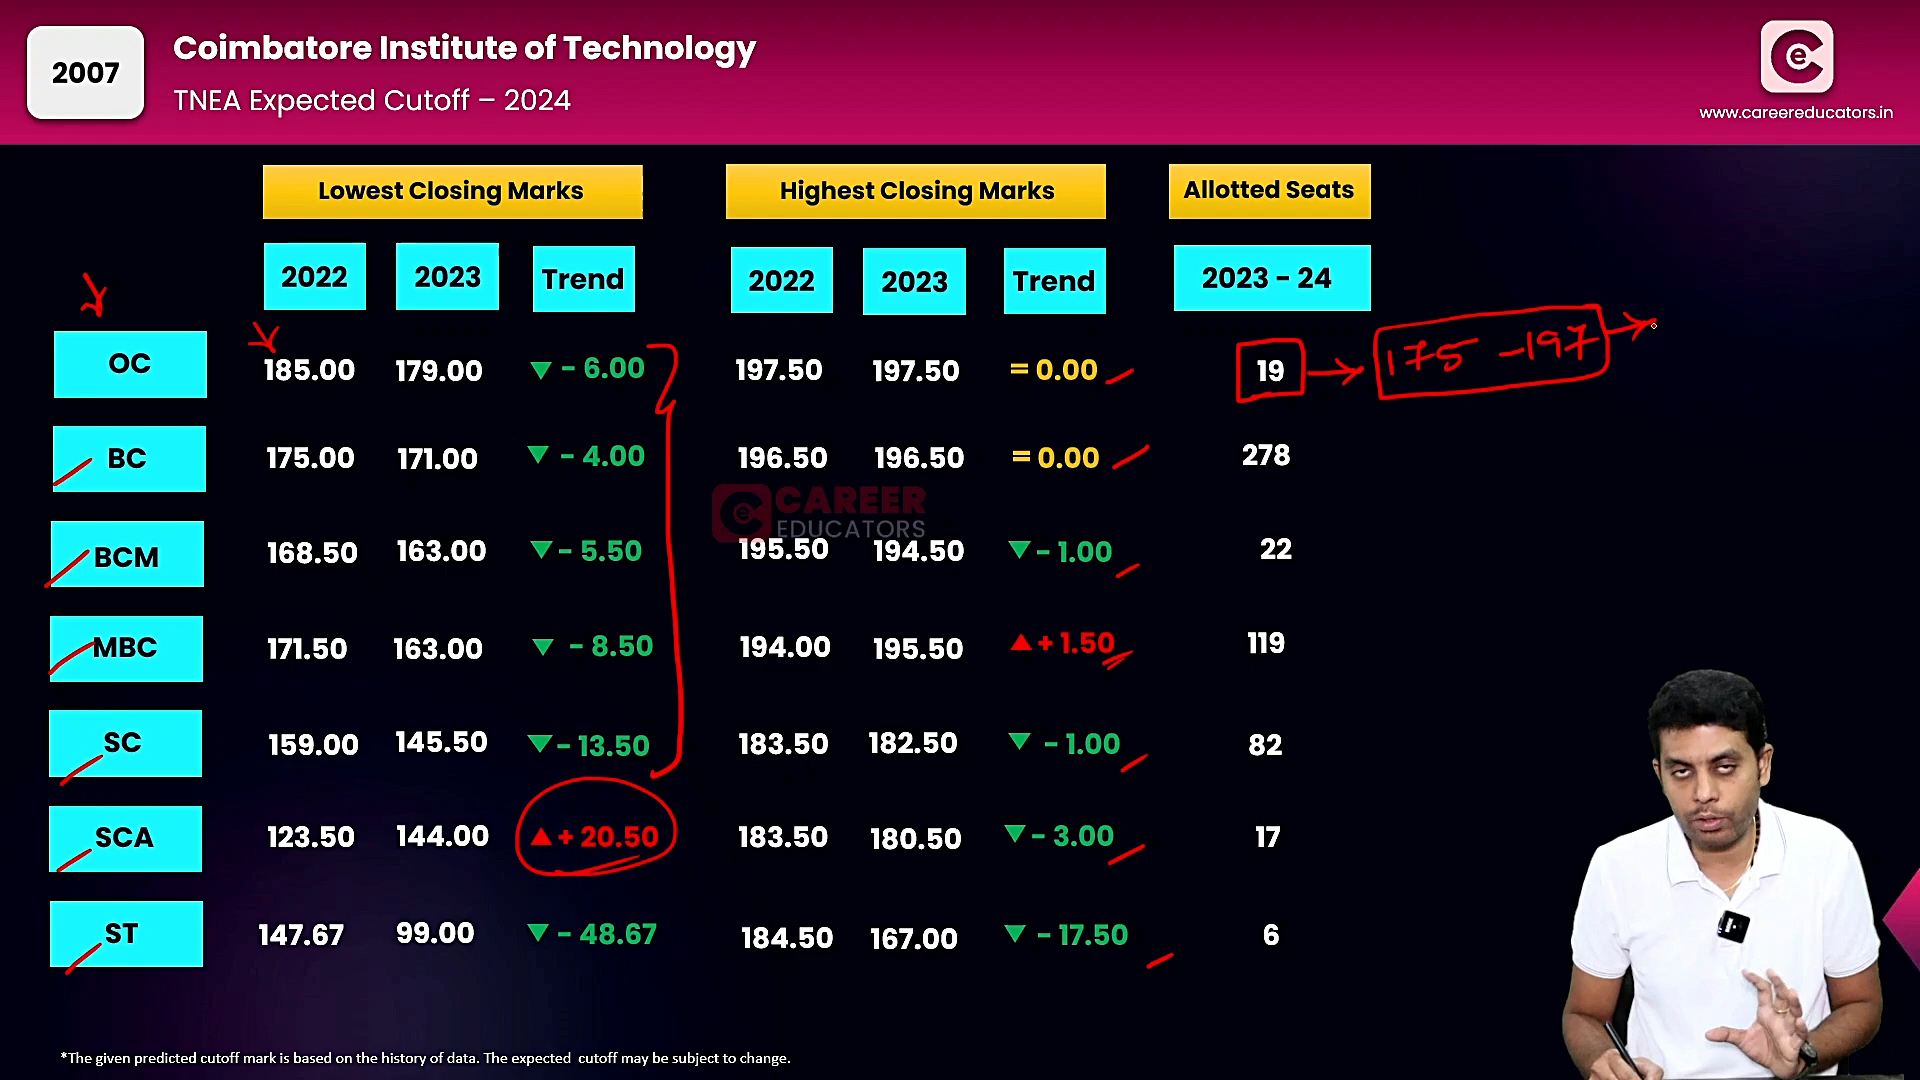 2007
Coimbatore Institute of Technology
TNEA Expected Cutoff – 2024
e
www.careereducators.in
Lowest Closing Marks Highest Closing Marks Allotted Seats
2022 2023 Trend 2022 2023 Trend 2023 - 24
OC 185.00 179.00 ▼ - 6.00 197.50 197.50 = 0.00 19 → 175 - 197 →
BC 175.00 171.00 ▼ - 4.00 196.50 196.50 = 0.00 278
e CAREER
EDUCATORS
BCM 168.50 163.00 ▼ - 5.50 195.50 194.50 ▼ - 1.00 22
MBC 171.50 163.00 ▼ - 8.50 194.00 195.50 ▲ + 1.50 119
SC 159.00 145.50 ▼ - 13.50 183.50 182.50 ▼ - 1.00 82
SCA 123.50 144.00 ▲ + 20.50 183.50 180.50 ▼ - 3.00 17
ST 147.67 99.00 ▼ - 48.67 184.50 167.00 ▼ - 17.50 6
*The given predicted cutoff mark is based on the history of data. The expected cutoff may be subject to change.